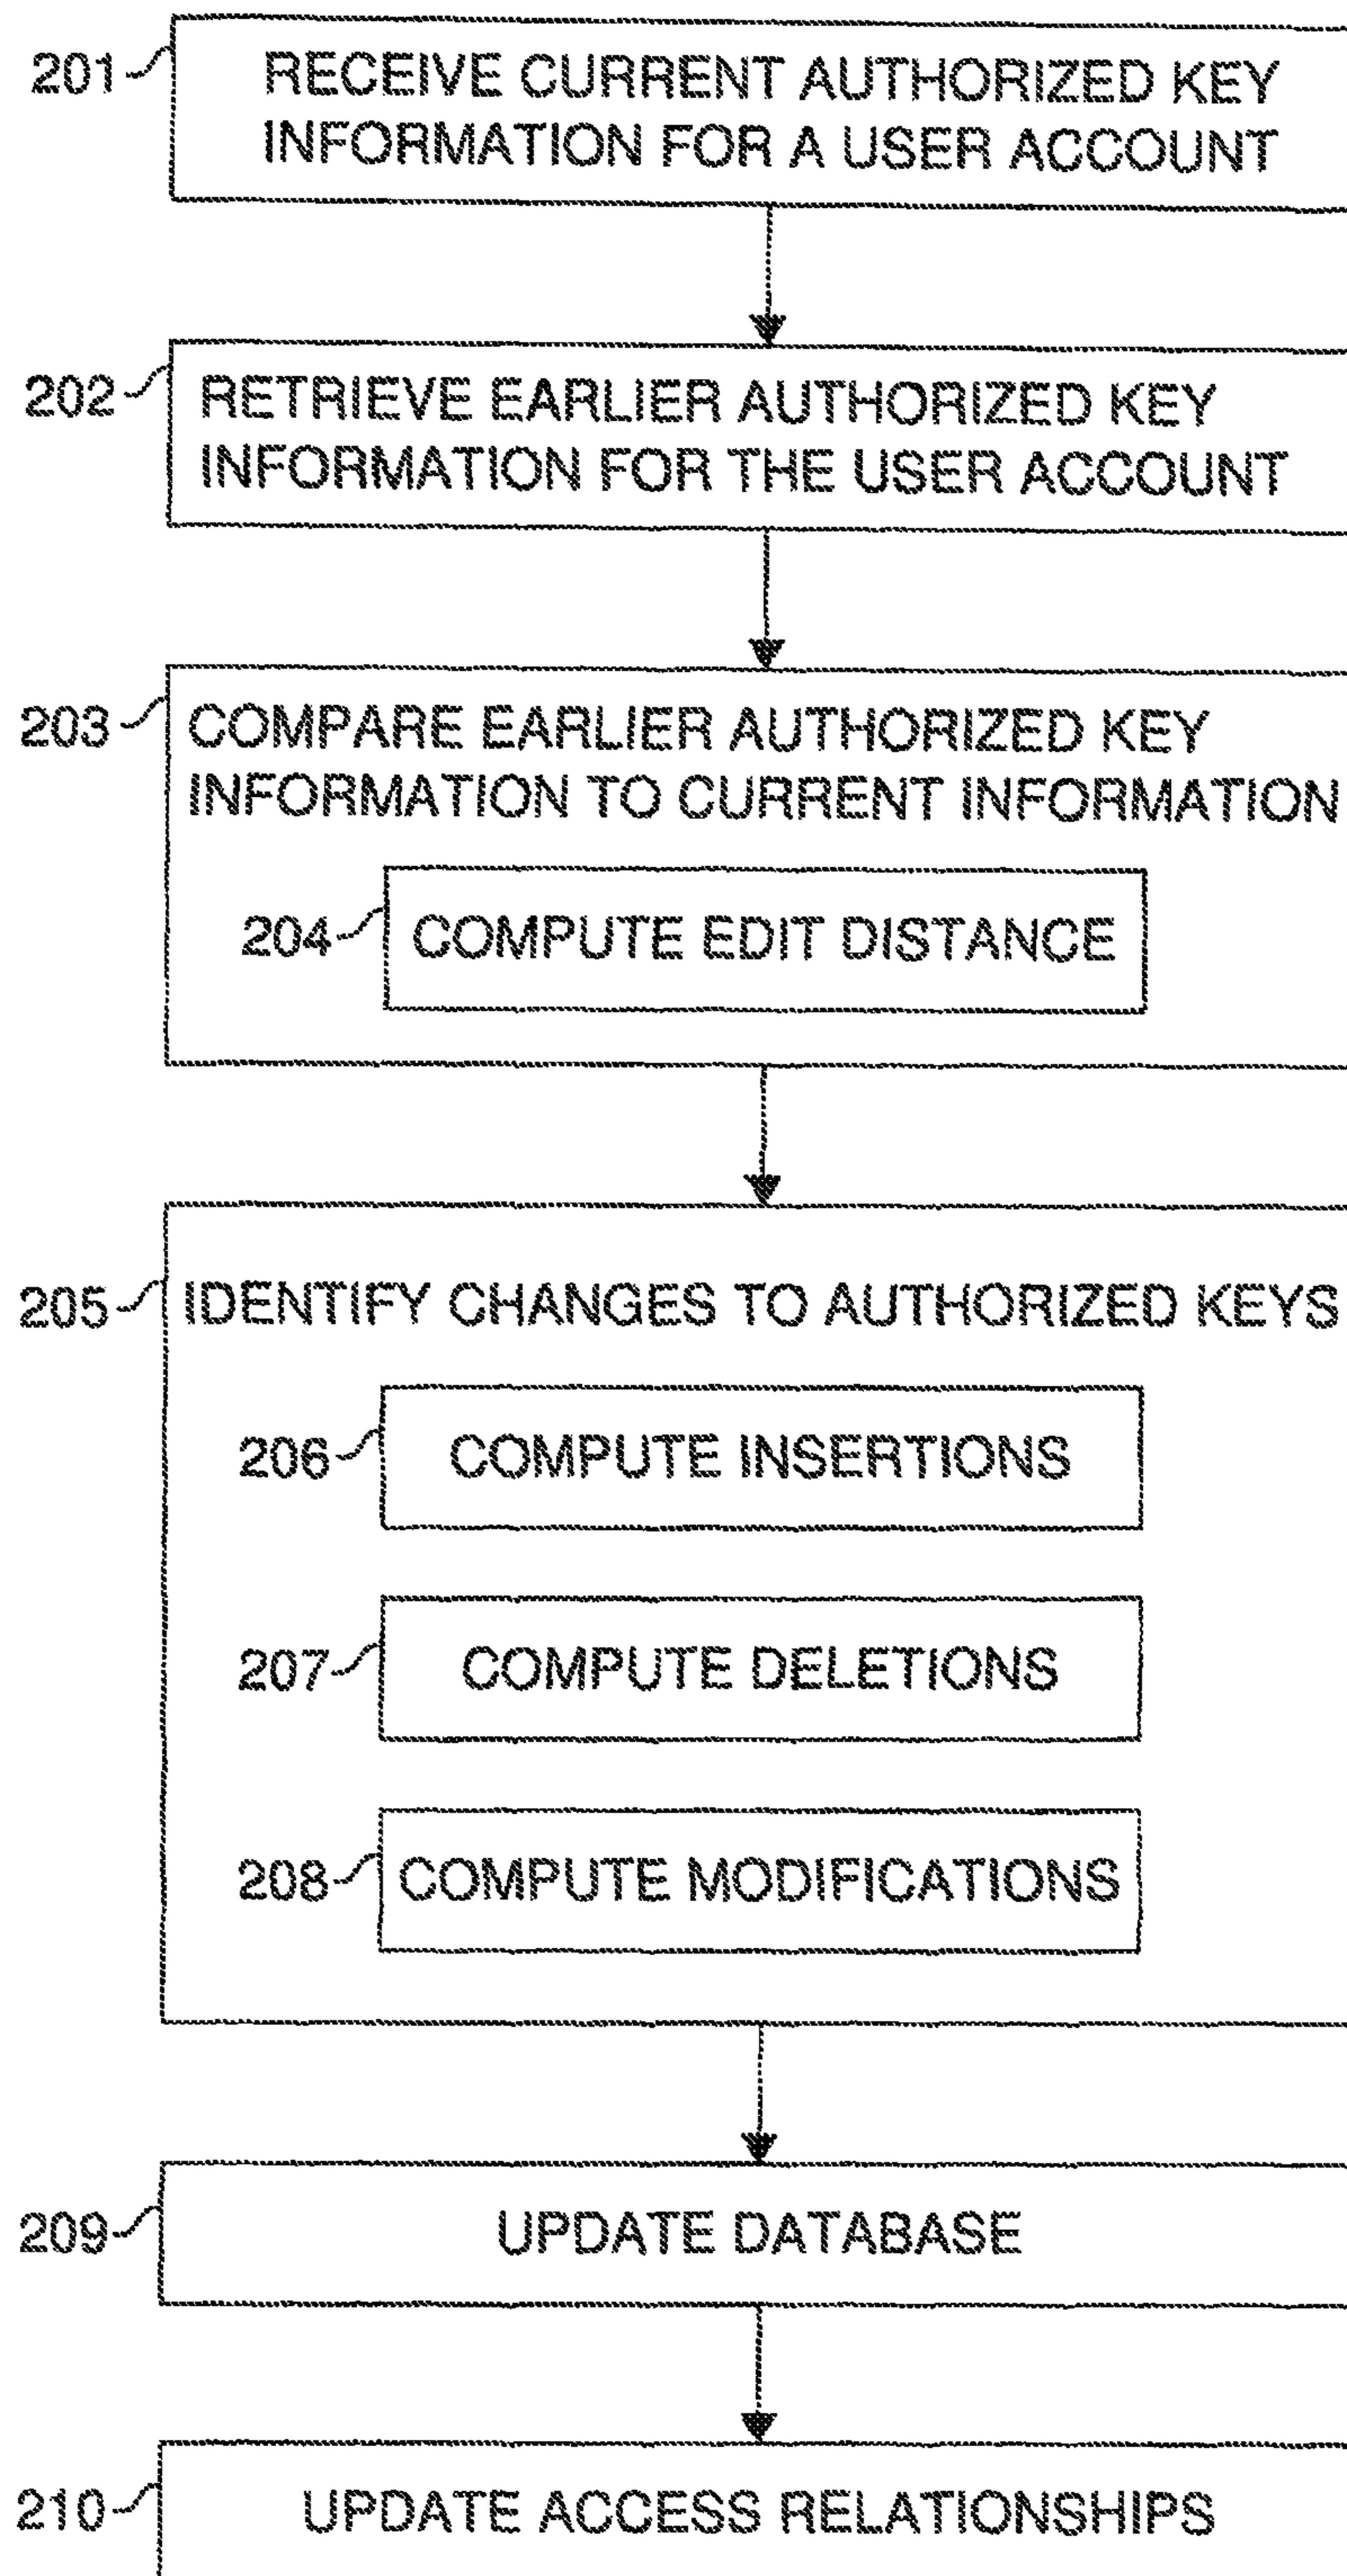 201 RECEIVE CURRENT AUTHORIZED KEY
INFORMATION FOR A USER ACCOUNT
202 RETRIEVE EARLIER AUTHORIZED KEY
INFORMATION FOR THE USER ACCOUNT
203 COMPARE EARLIER AUTHORIZED KEY
INFORMATION TO CURRENT INFORMATION
204 COMPUTE EDIT DISTANCE
205 IDENTIFY CHANGES TO AUTHORIZED KEYS
206 COMPUTE INSERTIONS
207 COMPUTE DELETIONS
208 COMPUTE MODIFICATIONS
209 UPDATE DATABASE
210 UPDATE ACCESS RELATIONSHIPS